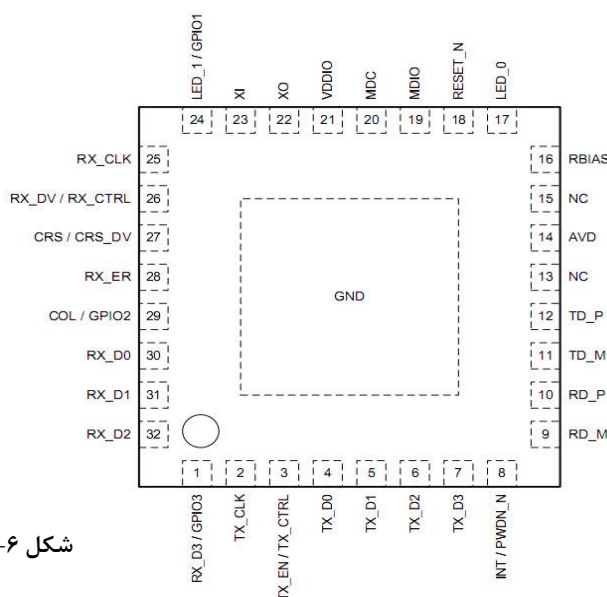 LED_1 / GPIO1
XI
XO
VDDIO
MDC
MDIO
RESET_N
LED_0
24
23
22
21
20
19
18
17
RX_CLK 25
16 RBIAS
RX_DV / RX_CTRL 26
15 NC
CRS / CRS_DV 27
14 AVD
RX_ER 28
13 NC
GND
COL / GPIO2 29
12 TD_P
RX_D0 30
11 TD_M
RX_D1 31
10 RD_P
RX_D2 32
9 RD_M
1
2
3
4
5
6
7
8
RX_D3 / GPIO3
TX_CLK
TX_EN / TX_CTRL
TX_D0
TX_D1
TX_D2
TX_D3
INT / PWDN_N
شکل ۶-